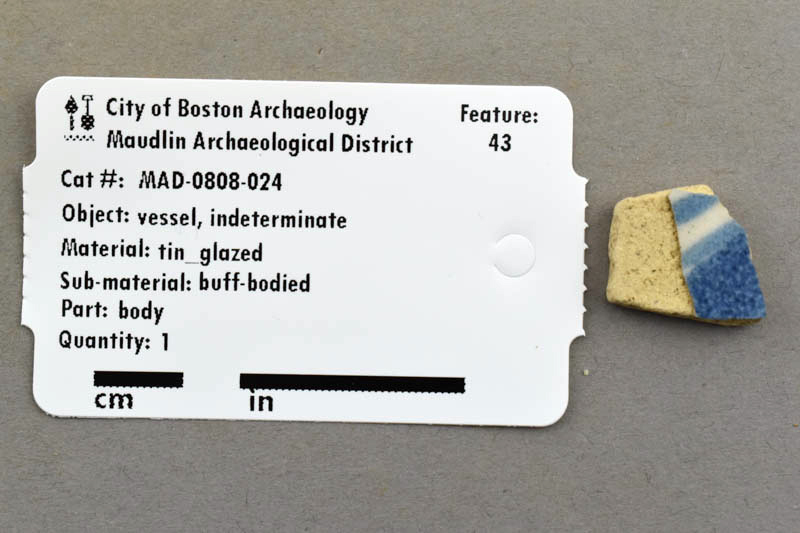 City of Boston Archaeology
Maudlin Archaeological District
Feature:
43
Cat #: MAD-0808-024
Object: vessel, indeterminate
Material: tin_glazed
Sub-material: buff-bodied
Part: body
Quantity: 1
cm in